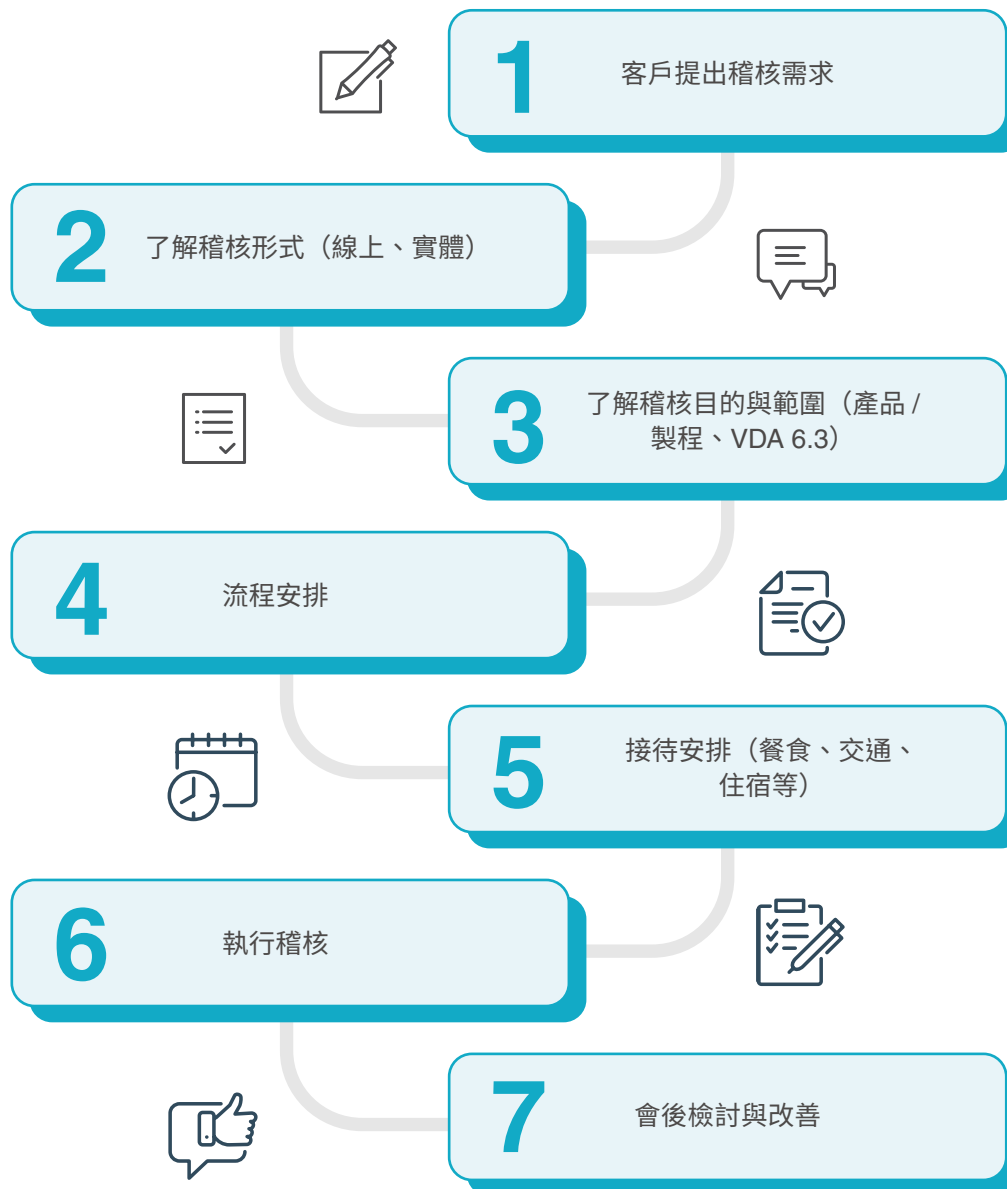 1
客戶提出稽核需求
2
了解稽核形式（線上、實體）
3
了解稽核目的與範圍（產品 /
製程、VDA 6.3）
4
流程安排
5
接待安排（餐食、交通、
住宿等）
6
執行稽核
7
會後檢討與改善